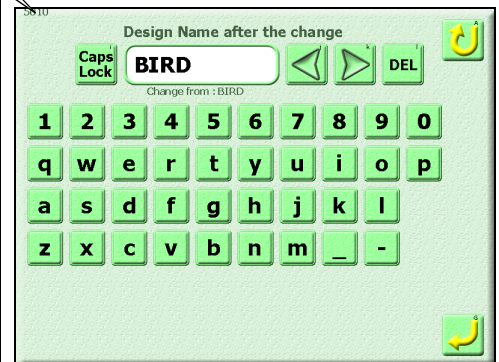 5010
Design Name after the change
Caps Lock BIRD DEL
Change from : BIRD
1 2 3 4 5 6 7 8 9 0
q w e r t y u i o p
a s d f g h j k l
z x c v b n m _ -